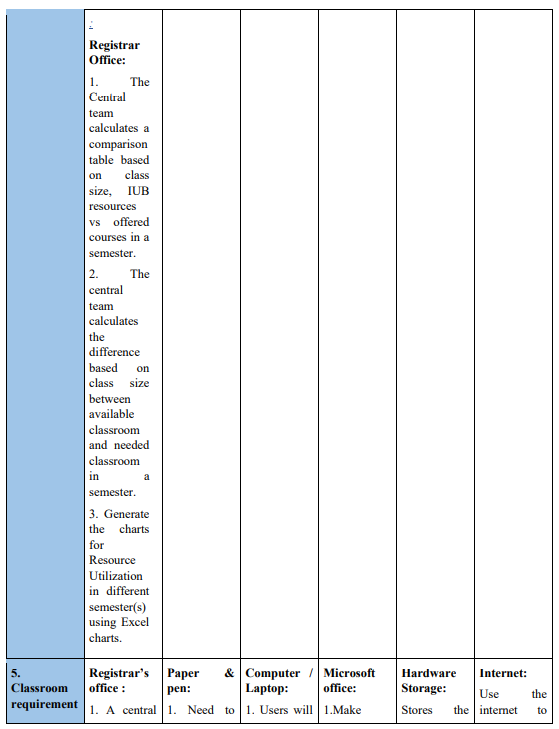 :
Registrar
Office:
1. The
Central
team
calculates a
comparison
table based
on class
size, IUB
resources
vs offered
courses in a
semester.
2. The
central
team
calculates
the
difference
based on
class size
between
available
classroom
and needed
classroom
in a
semester.
3. Generate
the charts
for
Resource
Utilization
in different
semester(s)
using Excel
charts.
5.
Classroom
requirement
Registrar’s
office :
1. A central
Paper &
pen:
1. Need to
Computer /
Laptop:
1. Users will
Microsoft
office:
1.Make
Hardware
Storage:
Stores the
Internet:
Use the
internet to